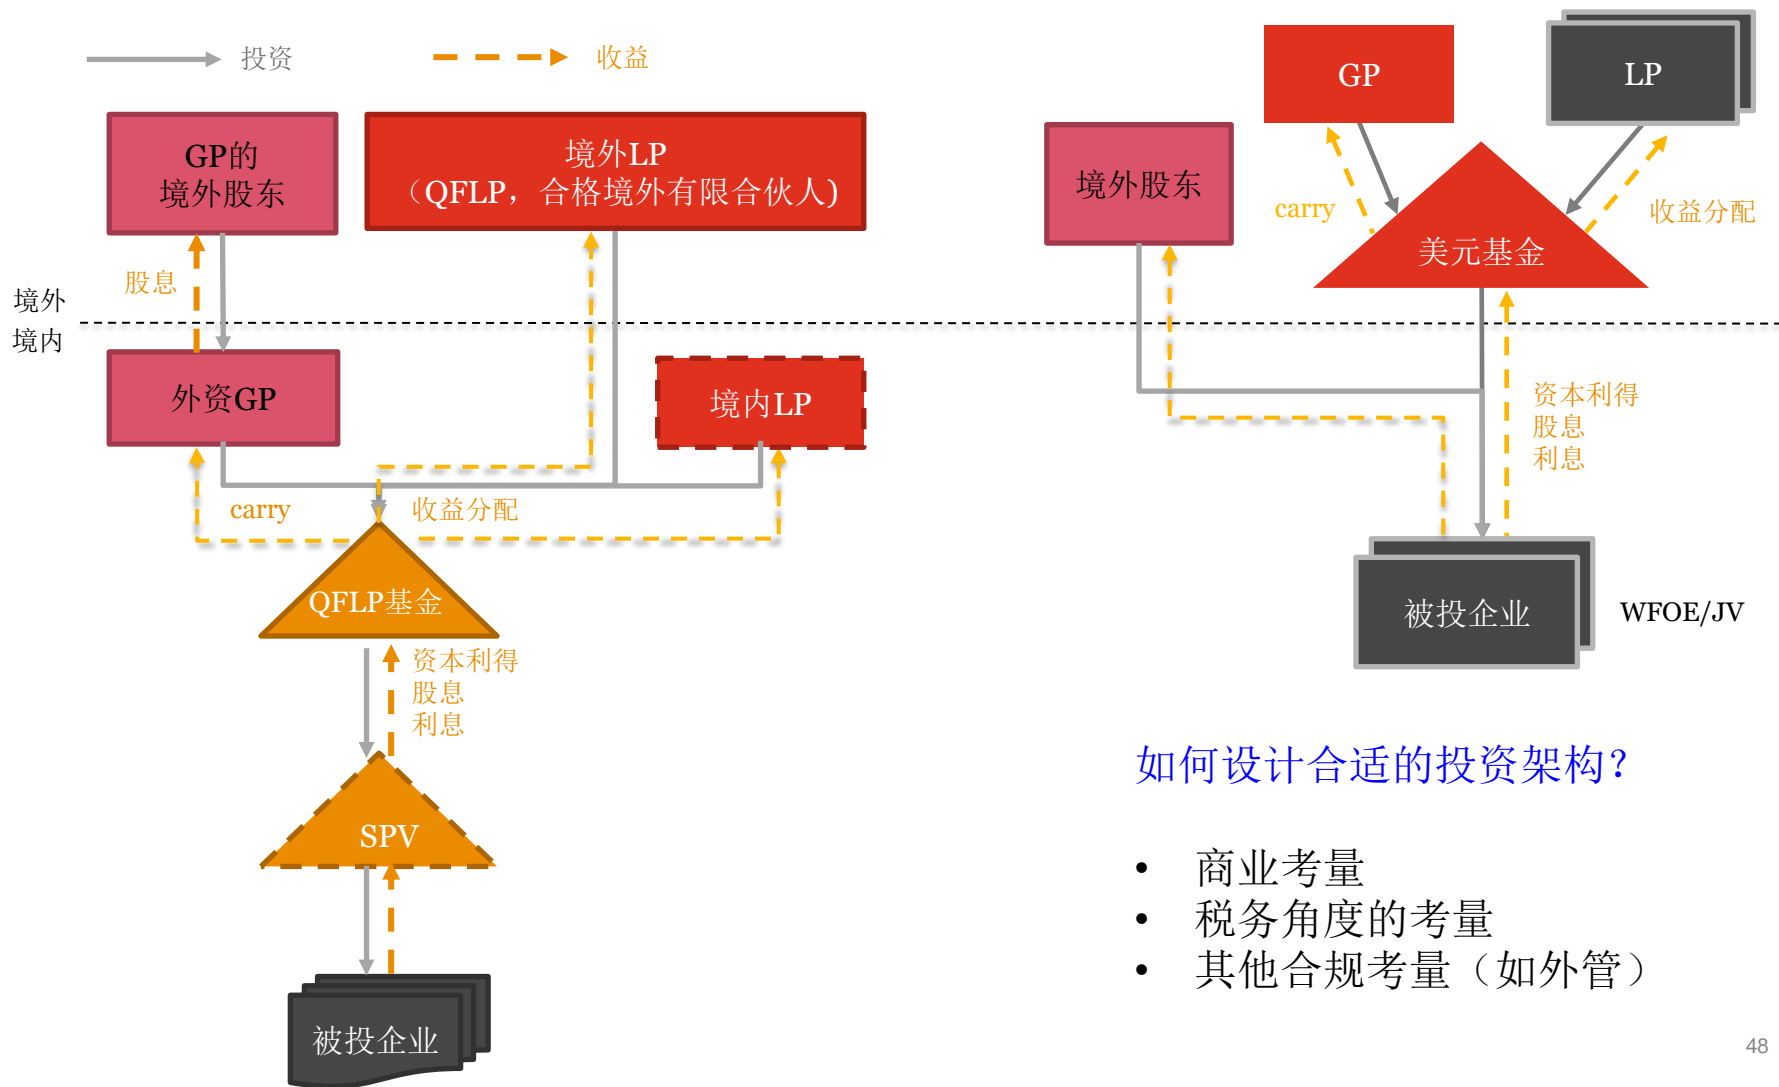 投资
收益
GP的
境外股东
境外LP
（QFLP，合格境外有限合伙人)
股息
境外
境内
外资GP
境内LP
carry
收益分配
QFLP基金
资本利得
股息
利息
SPV
被投企业
GP
LP
境外股东
carry
收益分配
美元基金
资本利得
股息
利息
被投企业
WFOE/JV
如何设计合适的投资架构？
• 商业考量
• 税务角度的考量
• 其他合规考量（如外管）
48